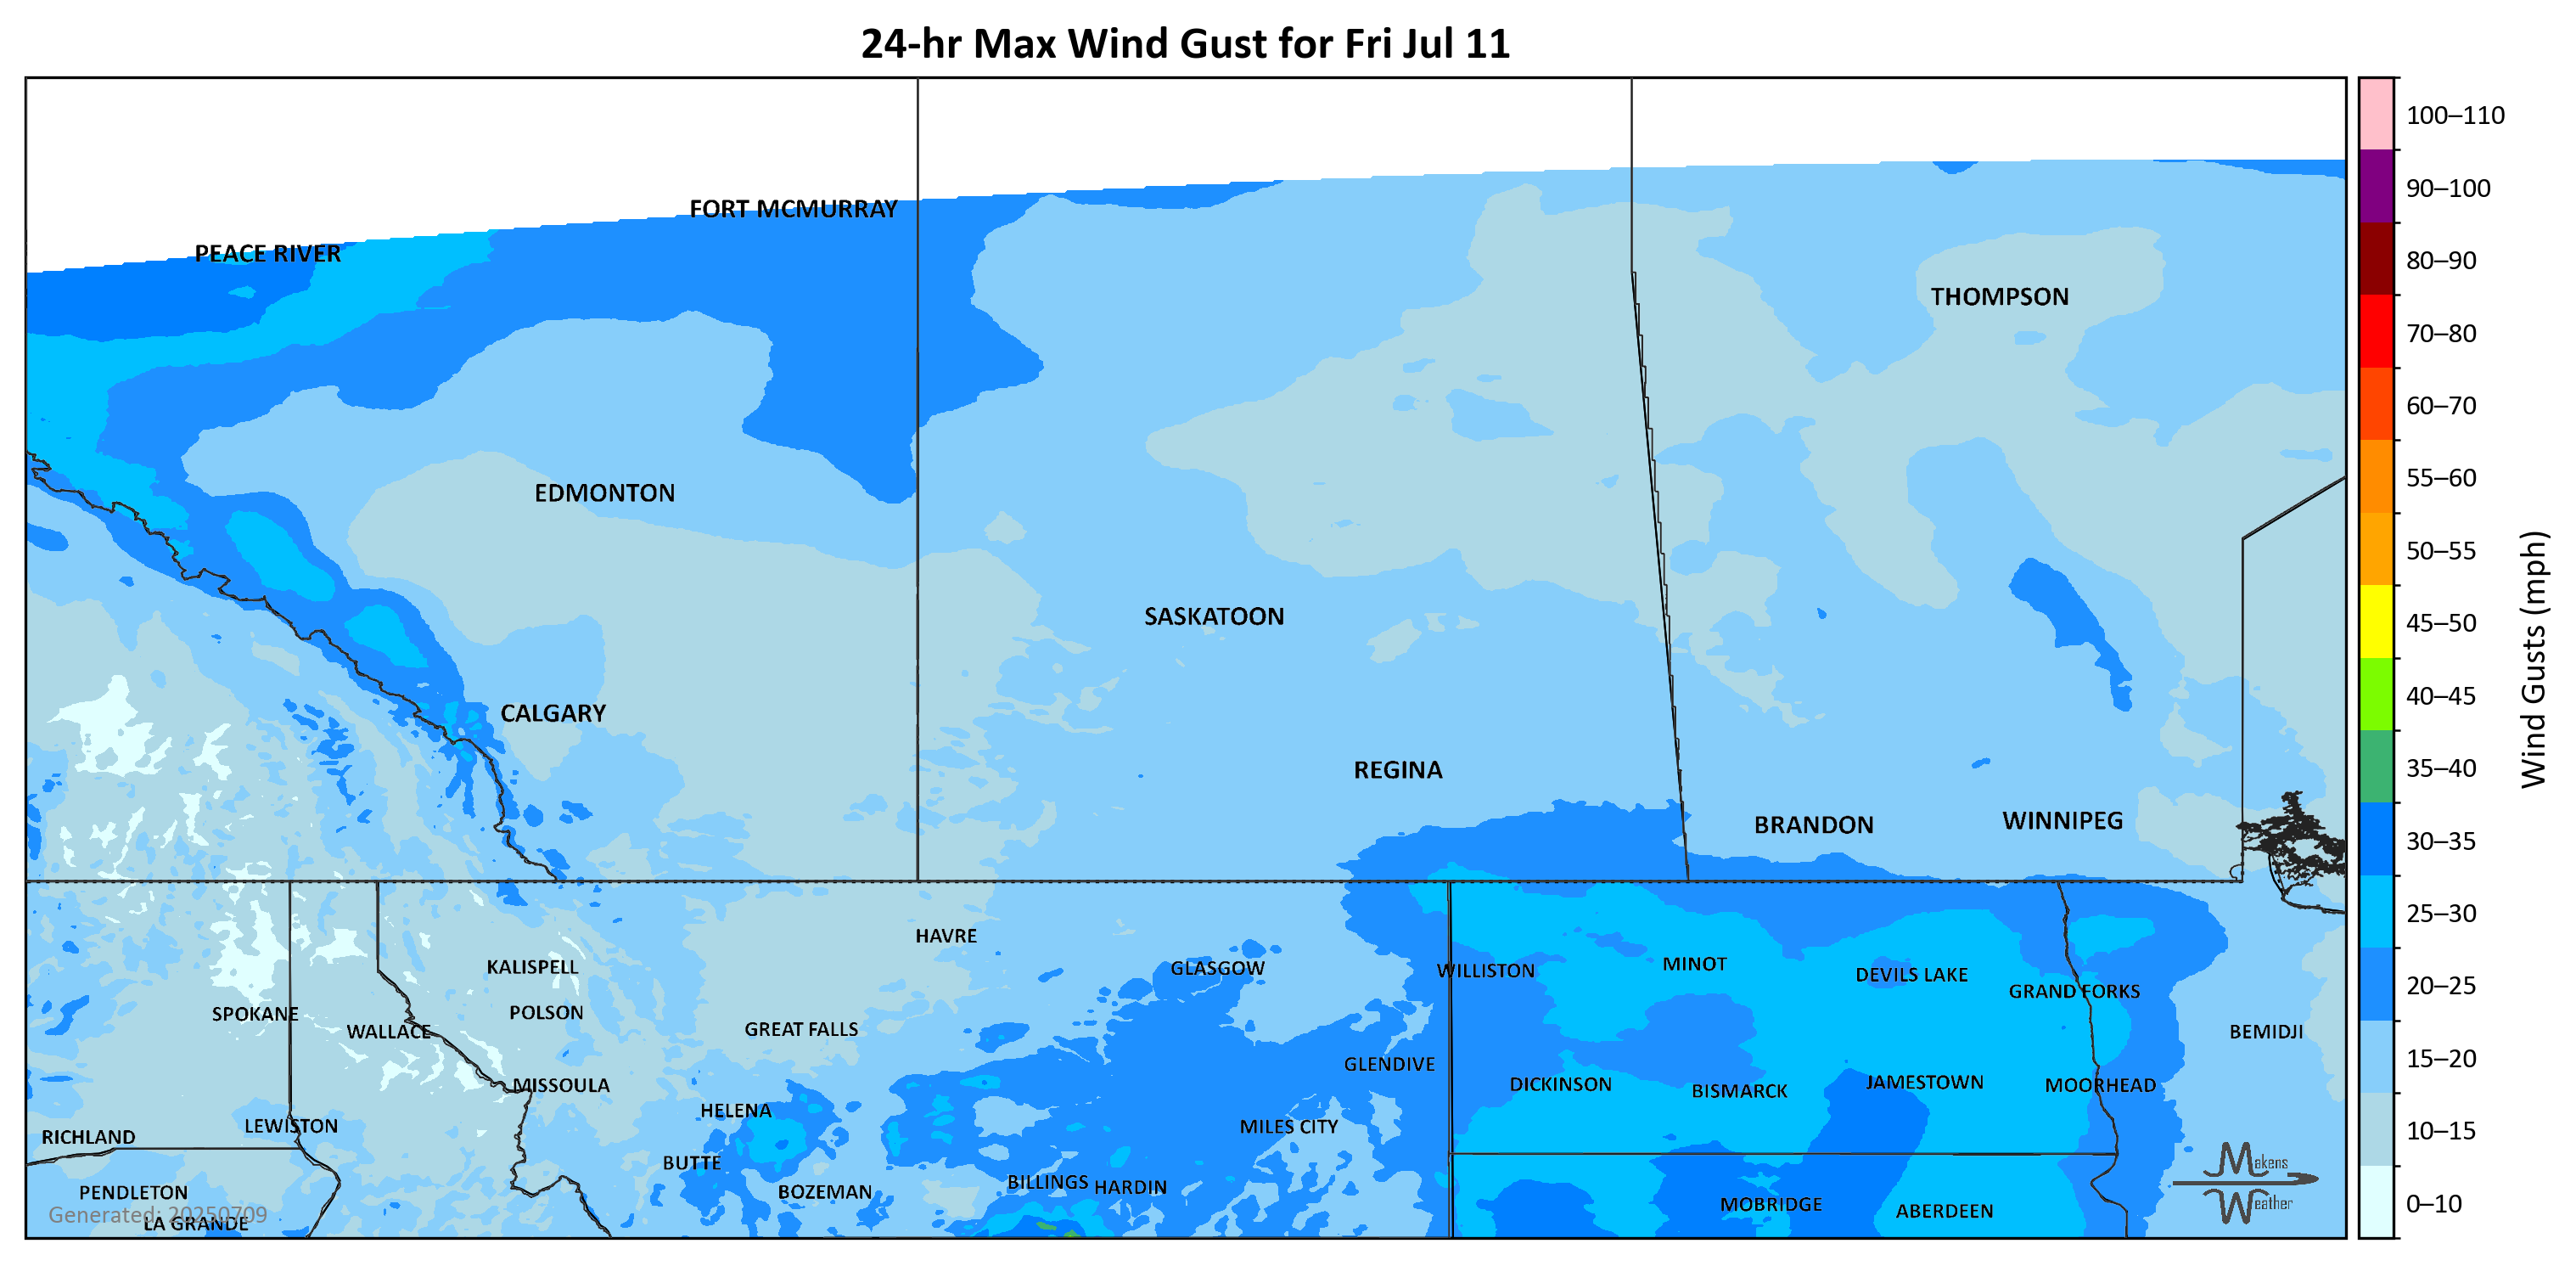 24-hr Max Wind Gust for Fri Jul 11
100–110
90–100
80–90
70–80
60–70
55–60
50–55
45–50
40–45
35–40
30–35
25–30
20–25
15–20
10–15
0–10
Wind Gusts (mph)
FORT MCMURRAY
PEACE RIVER
THOMPSON
EDMONTON
SASKATOON
CALGARY
REGINA
BRANDON
WINNIPEG
HAVRE
KALISPELL
GLASGOW
WILLISTON
MINOT
DEVILS LAKE
GRAND FORKS
SPOKANE
POLSON
WALLACE
GREAT FALLS
BEMIDJI
GLENDIVE
MISSOULA
DICKINSON
BISMARCK
JAMESTOWN
MOORHEAD
HELENA
LEWISTON
MILES CITY
RICHLAND
BUTTE
PENDLETON
BOZEMAN
BILLINGS
HARDIN
MOBRIDGE
ABERDEEN
LA GRANDE
Generated: 20250709
Makens
Weather